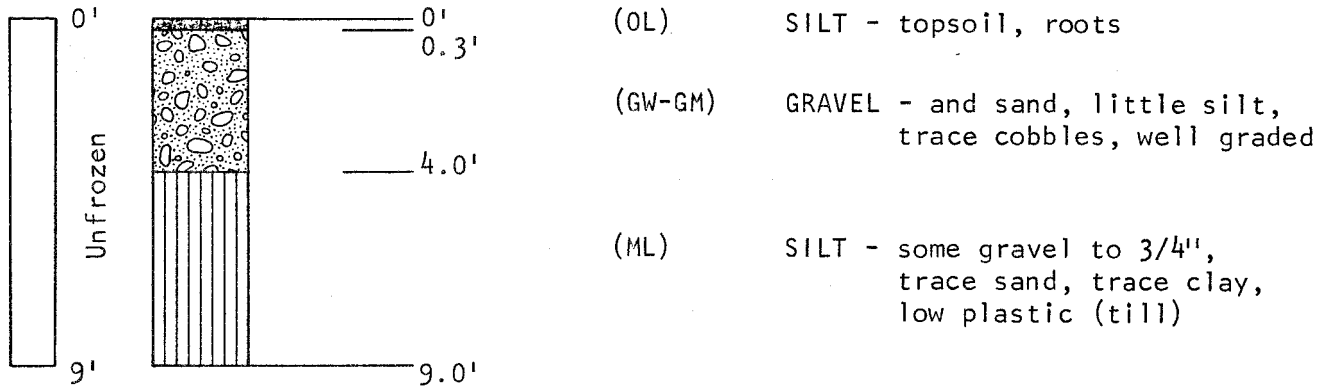 0' 0' (OL) SILT - topsoil, roots
0.3'
(GW-GM) GRAVEL - and sand, little silt,
trace cobbles, well graded
Unfrozen
4.0'
(ML) SILT - some gravel to 3/4",
trace sand, trace clay,
low plastic (till)
9' 9.0'